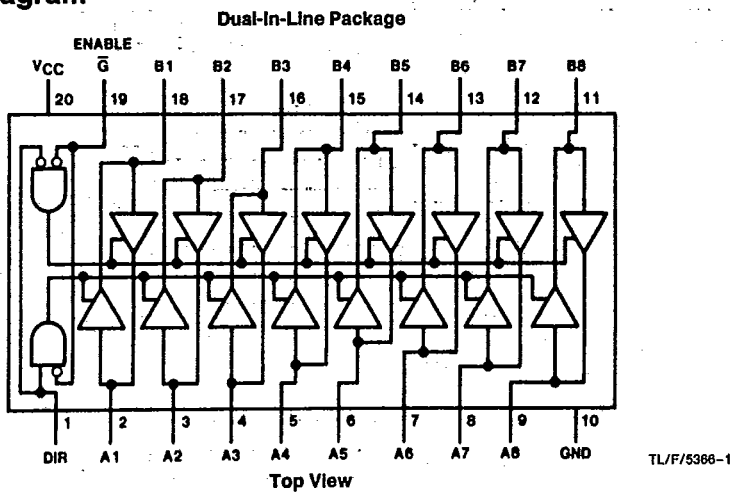 agram
Dual-In-Line Package
ENABLE
VCC G B1 B2 B3 B4 B5 B6 B7 B8
20 19 18 17 16 15 14 13 12 11
1 2 3 4 5 6 7 8 9 10
DIR A1 A2 A3 A4 A5 A6 A7 A8 GND
TL/F/5366-1
Top View